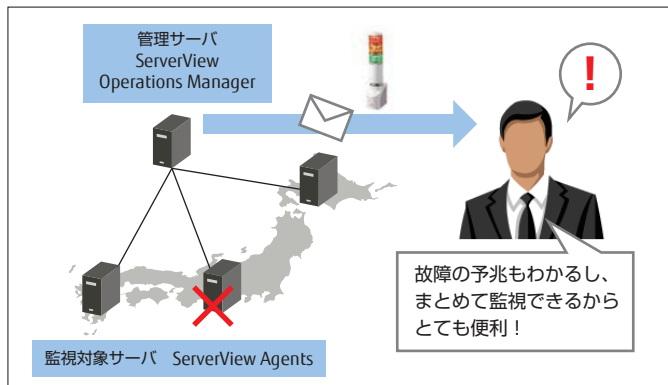 管理サーバ
ServerView
Operations Manager
!
故障の予兆もわかるし、
まとめて監視できるから
とても便利！
監視対象サーバ　ServerView Agents